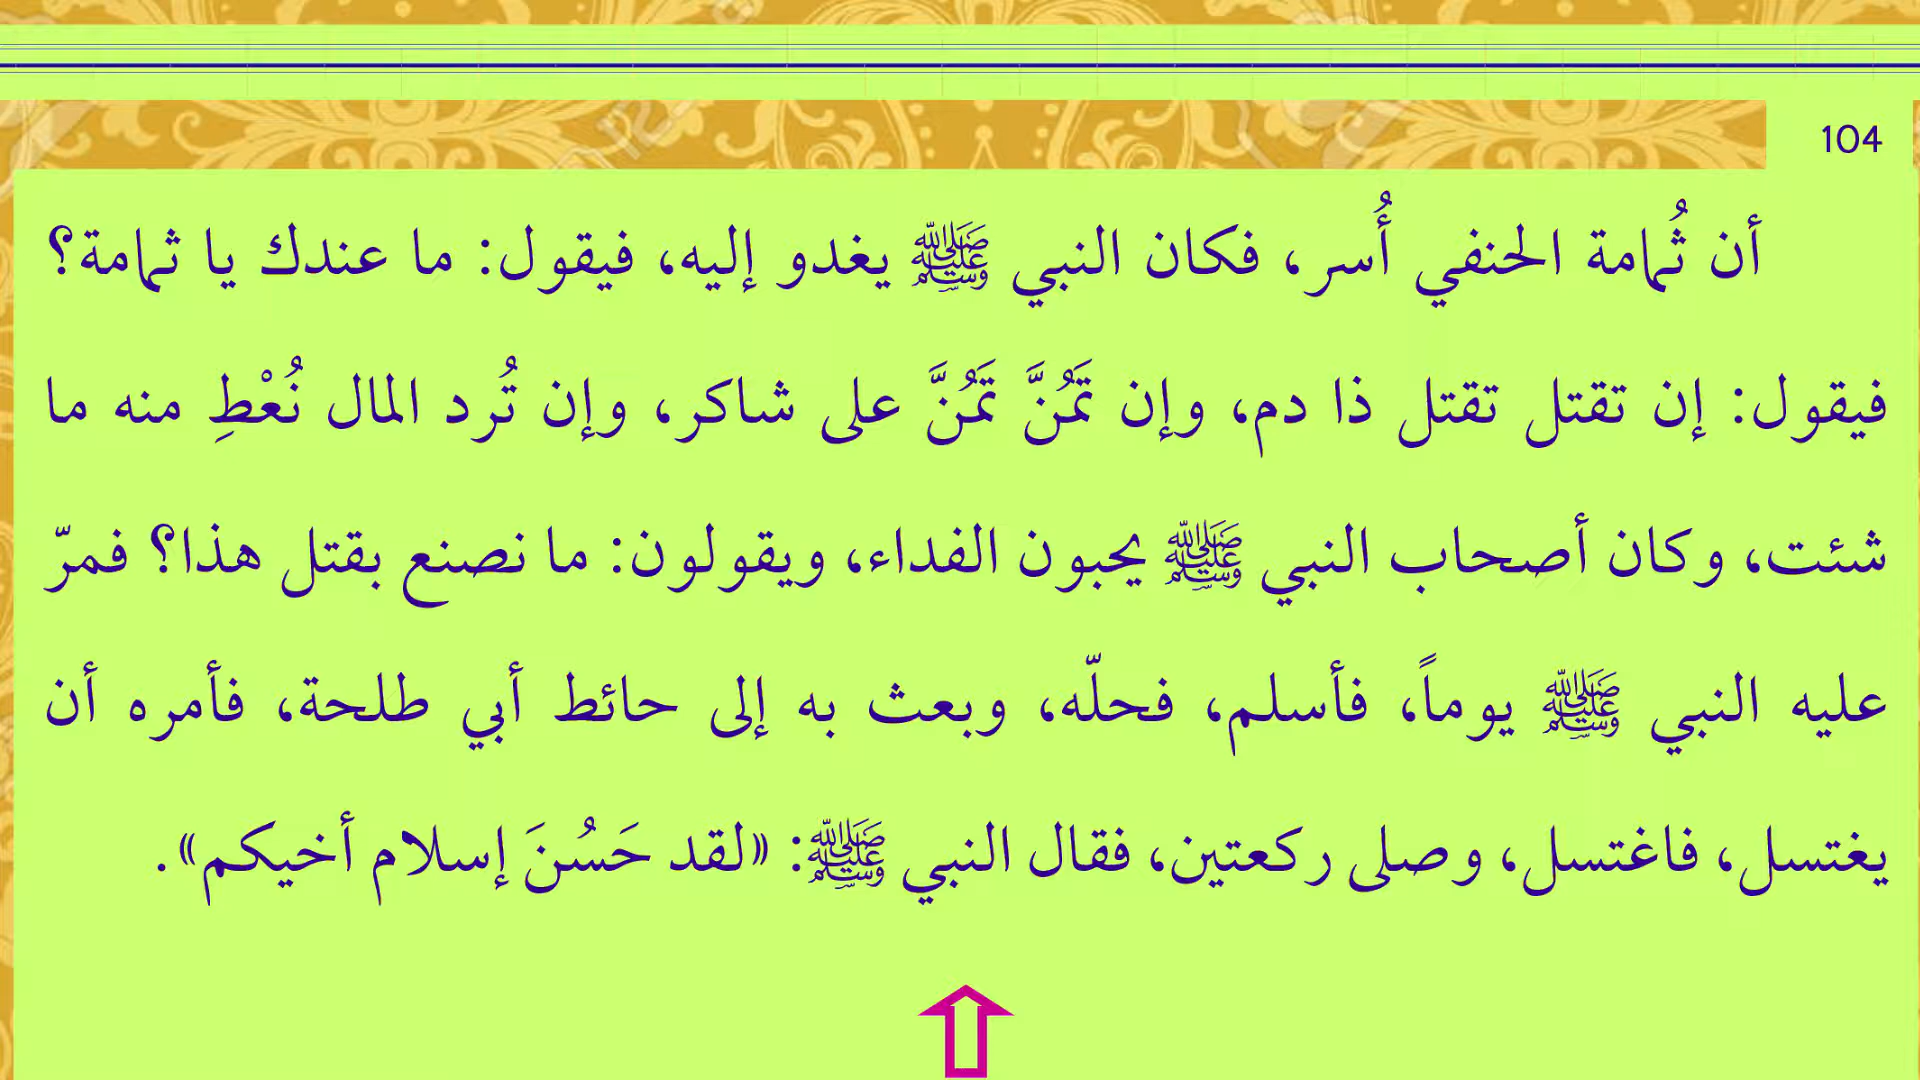 104
أن ثُمامة الحنفي أُسر، فكان النبي ﷺ يغدو إليه، فيقول: ما عندك يا ثمامة؟
فيقول: إن تقتل تقتل ذا دم، وإن تَمُنَّ تَمُنَّ على شاكر، وإن تُرد المال نُعْطِ منه ما
شئت، وكان أصحاب النبي ﷺ يحبون الفداء، ويقولون: ما نصنع بقتل هذا؟ فمرّ
عليه النبي ﷺ يوماً، فأسلم، فحلّه، وبعث به إلى حائط أبي طلحة، فأمره أن
يغتسل، فاغتسل، وصلى ركعتين، فقال النبي ﷺ: «لقد حَسُنَ إسلام أخيكم».